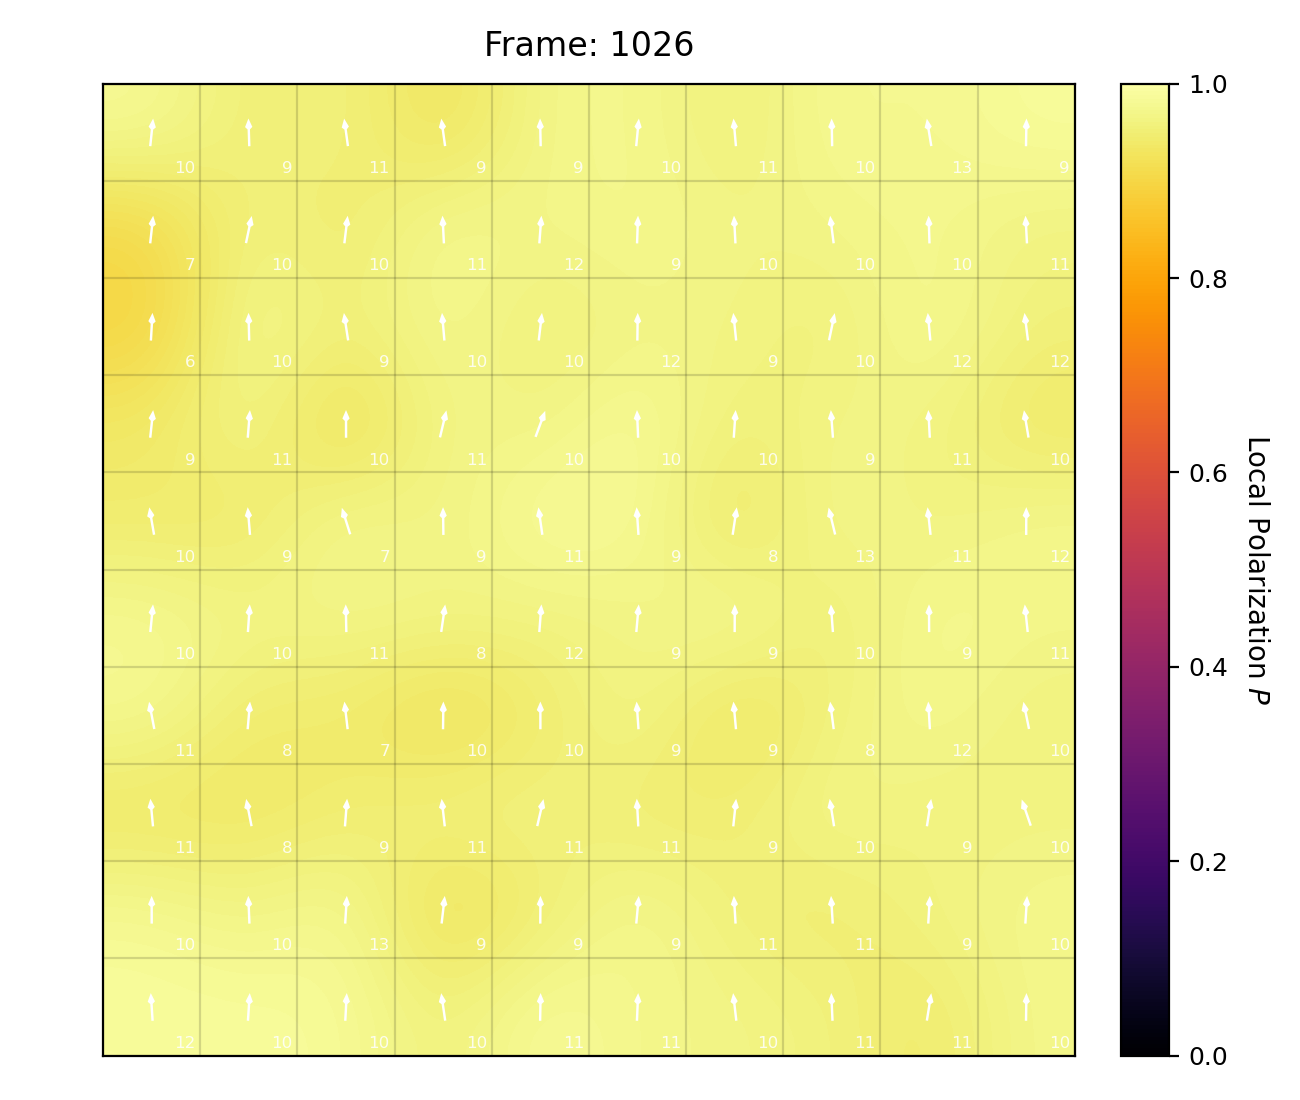 Frame: 1026
10 9 11 9 9 10 11 10 13 9
7 10 10 11 12 9 10 10 10 11
6 10 9 10 10 12 9 10 12 12
9 11 10 11 10 10 10 9 11 10
10 9 7 9 11 9 8 13 11 12
10 10 11 8 12 9 9 10 9 11
11 8 7 10 10 9 9 8 12 10
11 8 9 11 11 11 9 10 9 10
10 10 13 9 9 9 11 11 9 10
12 10 10 10 11 11 10 11 11 10
1.0
0.8
0.6
0.4
0.2
0.0
Local Polarization P